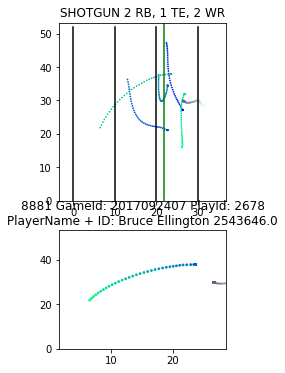 SHOTGUN 2 RB, 1 TE, 2 WR
50
40
30
20
10
0
0 10 20 30
8881 GameId: 2017092407 PlayId: 2678
PlayerName + ID: Bruce Ellington 2543646.0
40
20
0
10 20